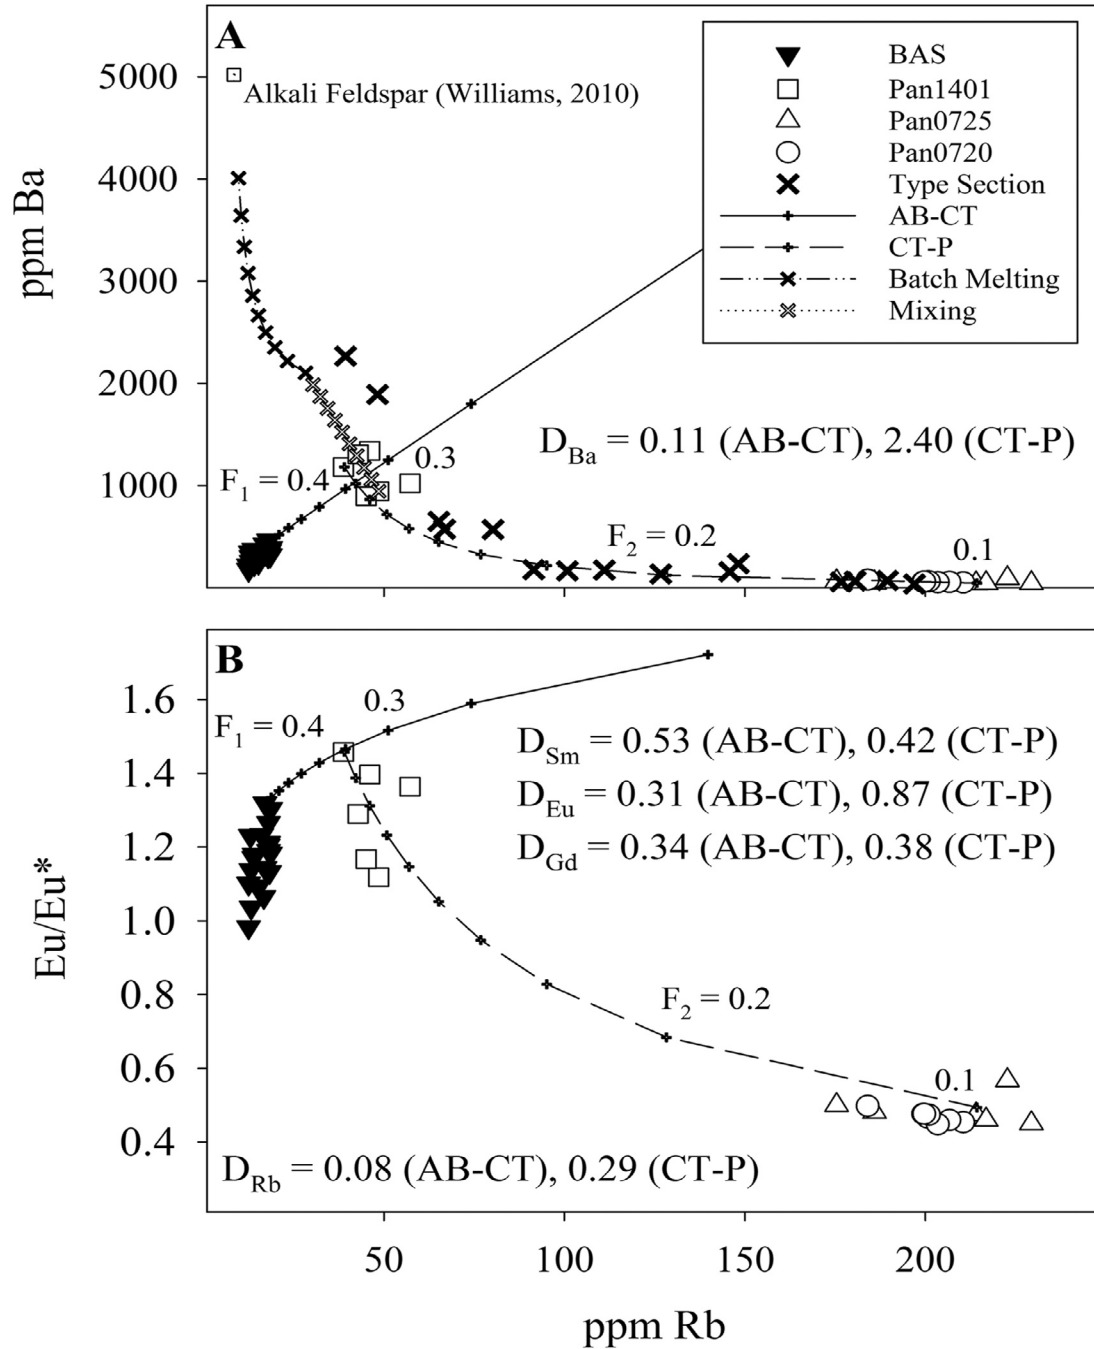 A
5000
Alkali Feldspar (Williams, 2010)
4000
3000
2000
1000
ppm Ba
BAS
Pan1401
Pan0725
Pan0720
Type Section
AB-CT
CT-P
Batch Melting
Mixing
D_Ba = 0.11 (AB-CT), 2.40 (CT-P)
F_1 = 0.4
0.3
F_2 = 0.2
0.1
B
1.6
1.4
1.2
1.0
0.8
0.6
0.4
Eu/Eu*
F_1 = 0.4
0.3
D_Sm = 0.53 (AB-CT), 0.42 (CT-P)
D_Eu = 0.31 (AB-CT), 0.87 (CT-P)
D_Gd = 0.34 (AB-CT), 0.38 (CT-P)
F_2 = 0.2
0.1
D_Rb = 0.08 (AB-CT), 0.29 (CT-P)
50 100 150 200
ppm Rb